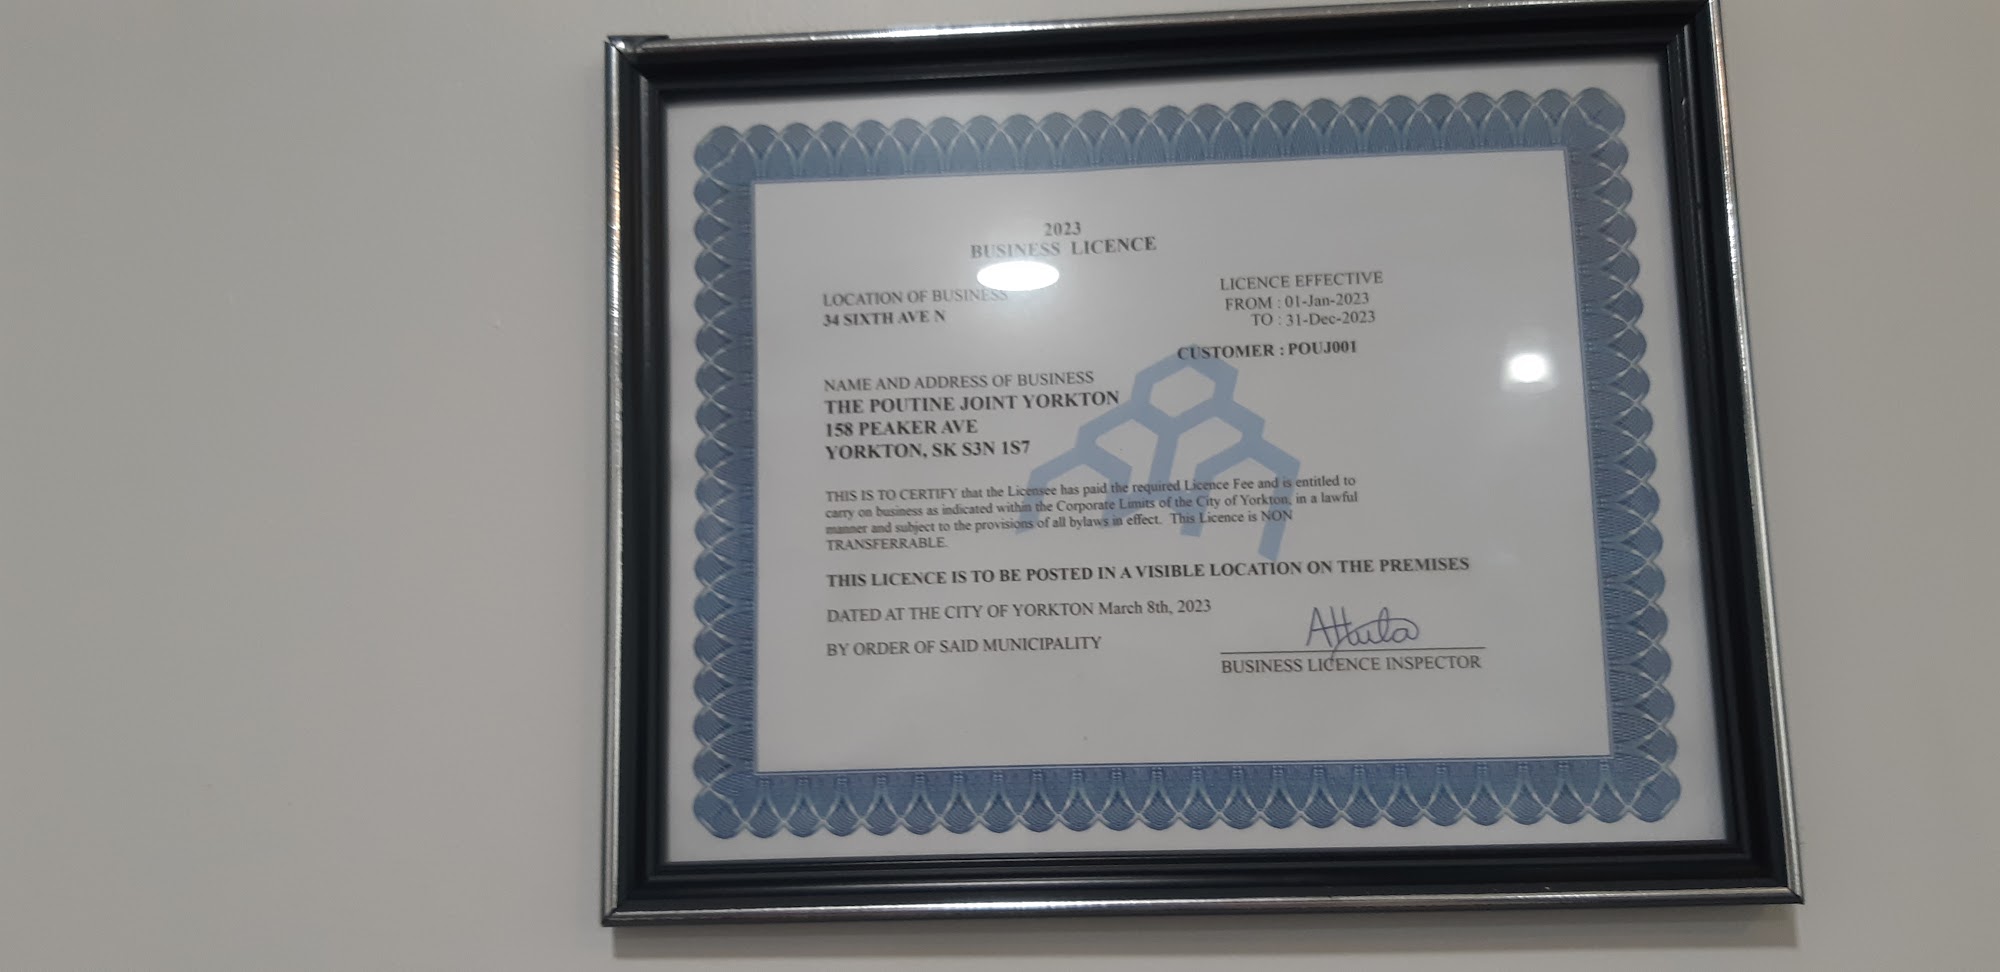 2023
BUSINESS LICENCE
LOCATION OF BUSINESS
34 SIXTH AVE N
LICENCE EFFECTIVE
FROM : 01-Jan-2023
TO : 31-Dec-2023
CUSTOMER : POUJ001
NAME AND ADDRESS OF BUSINESS
THE POUTINE JOINT YORKTON
158 PEAKER AVE
YORKTON, SK S3N 1S7
THIS IS TO CERTIFY that the Licensee has paid the required Licence Fee and is entitled to
carry on business as indicated within the Corporate Limits of the City of Yorkton, in a lawful
manner and subject to the provisions of all bylaws in effect. This Licence is NON
TRANSFERRABLE.
THIS LICENCE IS TO BE POSTED IN A VISIBLE LOCATION ON THE PREMISES
DATED AT THE CITY OF YORKTON March 8th, 2023
BY ORDER OF SAID MUNICIPALITY
BUSINESS LICENCE INSPECTOR